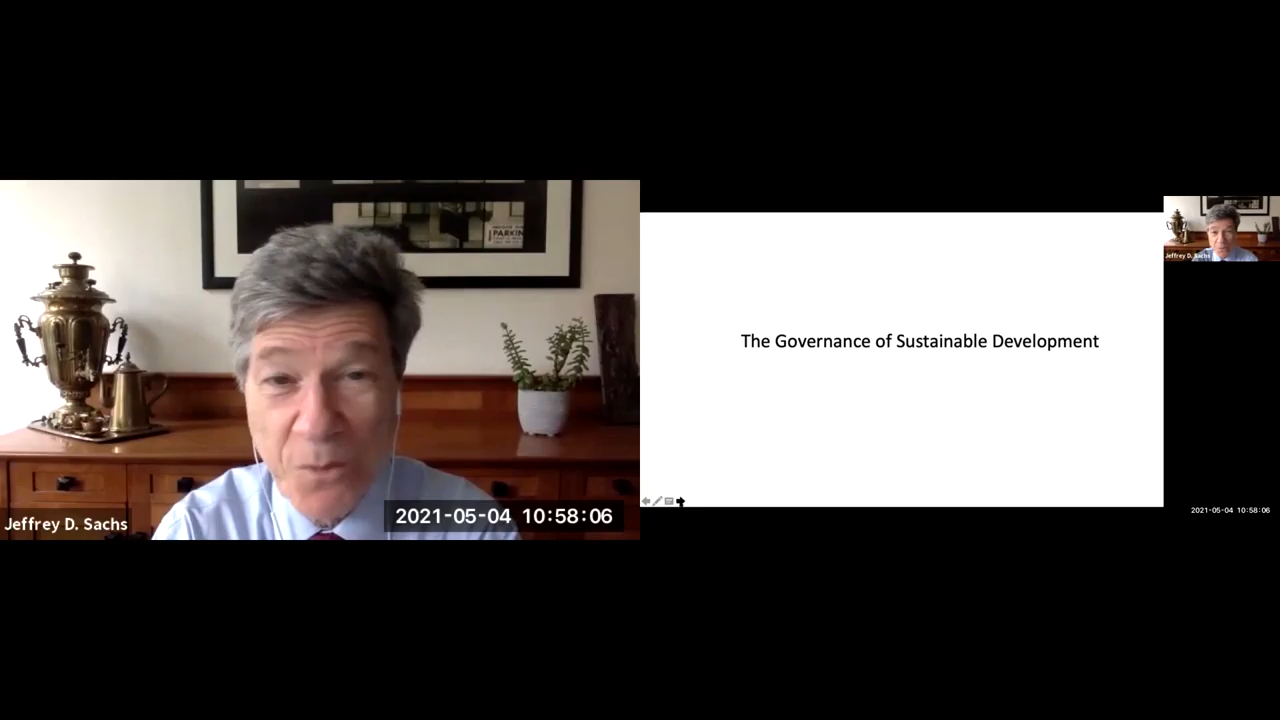 PARKIN
Jeffrey D. Sachs
2021-05-04 10:58:06
The Governance of Sustainable Development
Jeffrey D. Sachs
2021-05-04 10:58:06